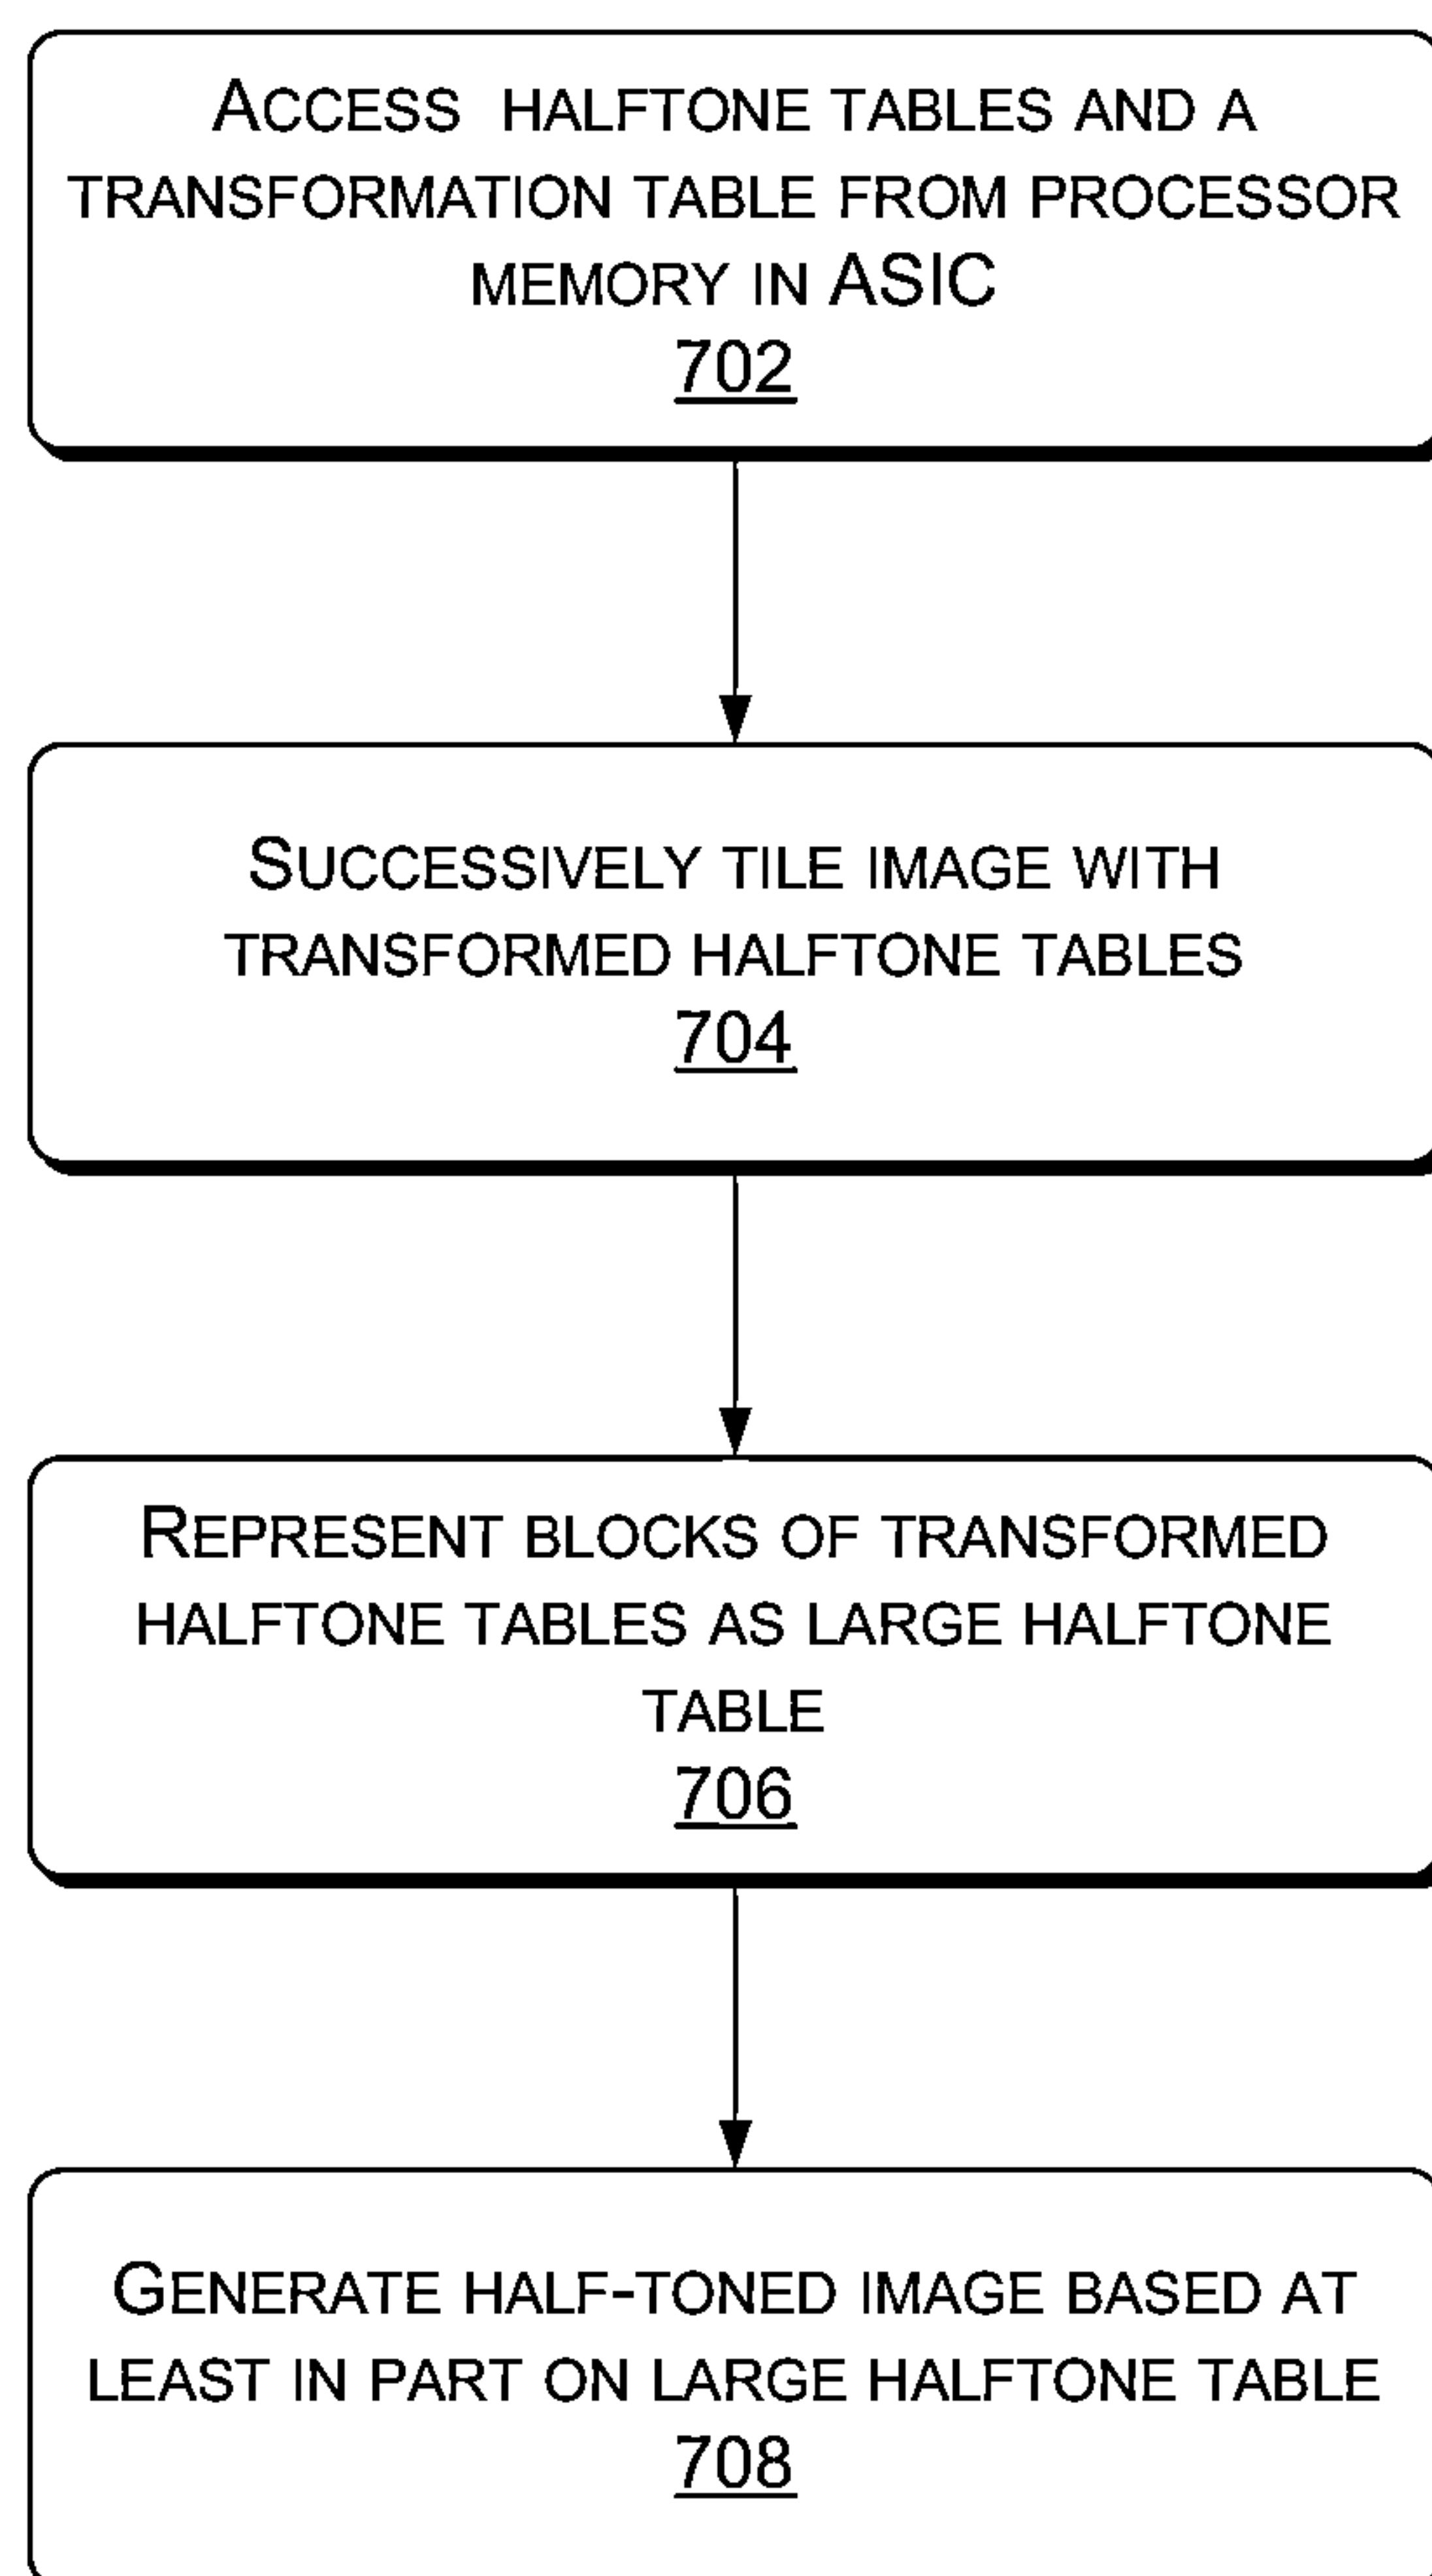 ACCESS HALFTONE TABLES AND A
TRANSFORMATION TABLE FROM PROCESSOR
MEMORY IN ASIC
702
SUCCESSIVELY TILE IMAGE WITH
TRANSFORMED HALFTONE TABLES
704
REPRESENT BLOCKS OF TRANSFORMED
HALFTONE TABLES AS LARGE HALFTONE
TABLE
706
GENERATE HALF-TONED IMAGE BASED AT
LEAST IN PART ON LARGE HALFTONE TABLE
708